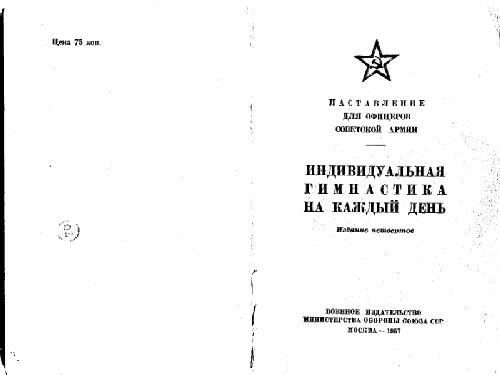 Цена 75 коп.
НАСТАВЛЕНИЕ
ДЛЯ ОФИЦЕРОВ
СОВЕТСКОЙ АРМИИ
ИНДИВИДУАЛЬНАЯ
ГИМНАСТИКА
НА КАЖДЫЙ ДЕНЬ
Издание четвертое
ВОЕННОЕ ИЗДАТЕЛЬСТВО
МИНИСТЕРСТВА ОБОРОНЫ СОЮЗА ССР
МОСКВА — 1957